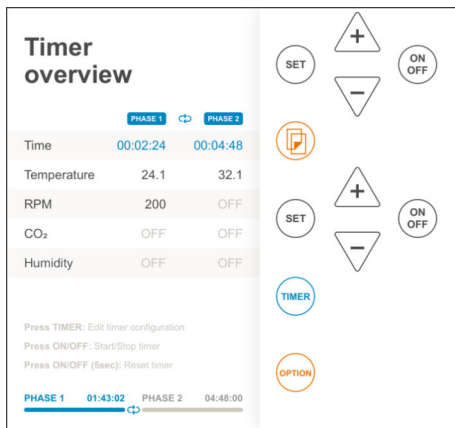 Timer
overview
PHASE 1 PHASE 2
Time 00:02:24 00:04:48
Temperature 24.1 32.1
RPM 200 OFF
CO₂ OFF OFF
Humidity OFF OFF
Press TIMER: Edit timer configuration
Press ON/OFF: Start/Stop timer
Press ON/OFF (5sec): Reset timer
PHASE 1 01:43:02 PHASE 2 04:48:00
+
SET
ON
OFF
−
+
SET
ON
OFF
−
TIMER
OPTION